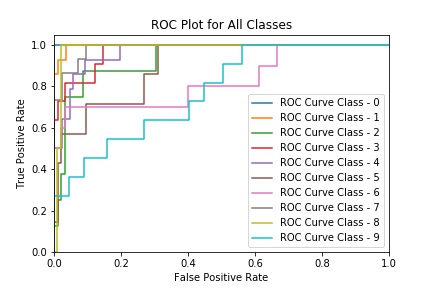 ROC Plot for All Classes
True Positive Rate
1.0
0.8
0.6
0.4
0.2
0.0
ROC Curve Class - 0
ROC Curve Class - 1
ROC Curve Class - 2
ROC Curve Class - 3
ROC Curve Class - 4
ROC Curve Class - 5
ROC Curve Class - 6
ROC Curve Class - 7
ROC Curve Class - 8
ROC Curve Class - 9
0.0 0.2 0.4 0.6 0.8 1.0
False Positive Rate